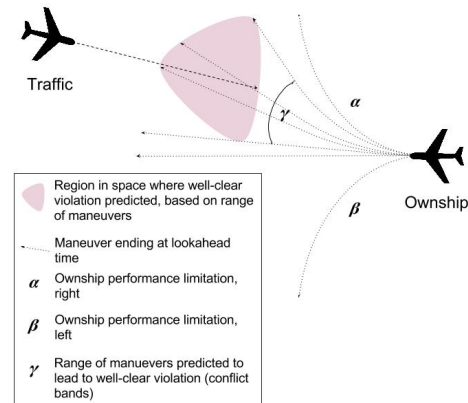 Traffic
α
γ
β
Ownship
Region in space where well-clear
violation predicted, based on range
of maneuvers
Maneuver ending at lookahead
time
α Ownship performance limitation,
right
β Ownship performance limitation,
left
γ Range of manuevers predicted to
lead to well-clear violation (conflict
bands)